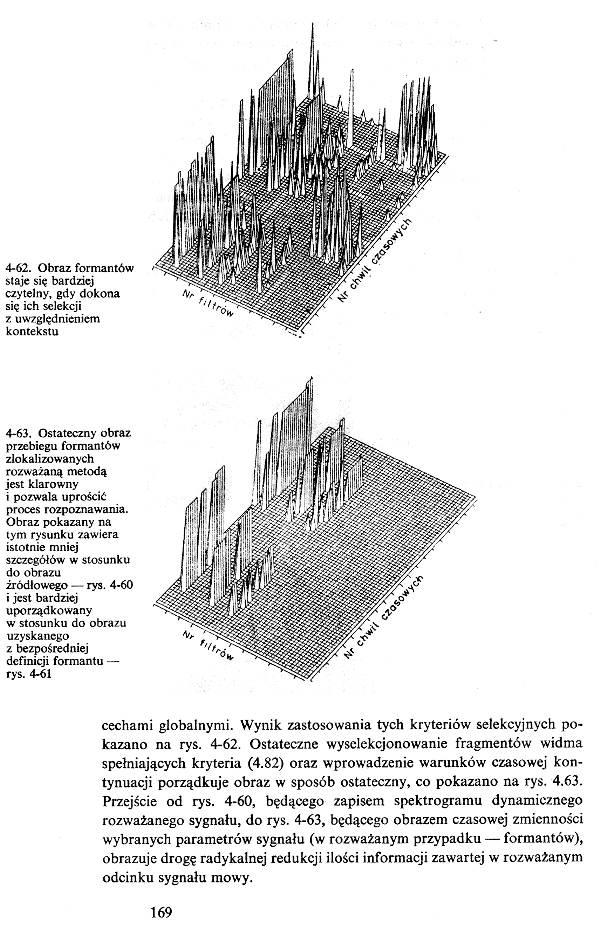 4-62. Obraz formantów
staje się bardziej
czytelny, gdy dokona
się ich selekcji
z uwzględnieniem
kontekstu
Nr filtrów
Nr chwil czasowych
4-63. Ostateczny obraz
przebiegu formantów
zlokalizowanych
rozważaną metodą
jest klarowny
i pozwala uprościć
proces rozpoznawania.
Obraz pokazany na
tym rysunku zawiera
istotnie mniej
szczegółów w stosunku
do obrazu
źródłowego — rys. 4-60
i jest bardziej
uporządkowany
w stosunku do obrazu
uzyskanego
z bezpośredniej
definicji formantu —
rys. 4-61
Nr filtrów
Nr chwil czasowych
cechami globalnymi. Wynik zastosowania tych kryteriów selekcyjnych po-
kazano na rys. 4-62. Ostateczne wyselekcjonowanie fragmentów widma
spełniających kryteria (4.82) oraz wprowadzenie warunków czasowej kon-
tynuacji porządkuje obraz w sposób ostateczny, co pokazano na rys. 4.63.
Przejście od rys. 4-60, będącego zapisem spektrogramu dynamicznego
rozważanego sygnału, do rys. 4-63, będącego obrazem czasowej zmienności
wybranych parametrów sygnału (w rozważanym przypadku — formantów),
obrazuje drogę radykalnej redukcji ilości informacji zawartej w rozważanym
odcinku sygnału mowy.
169